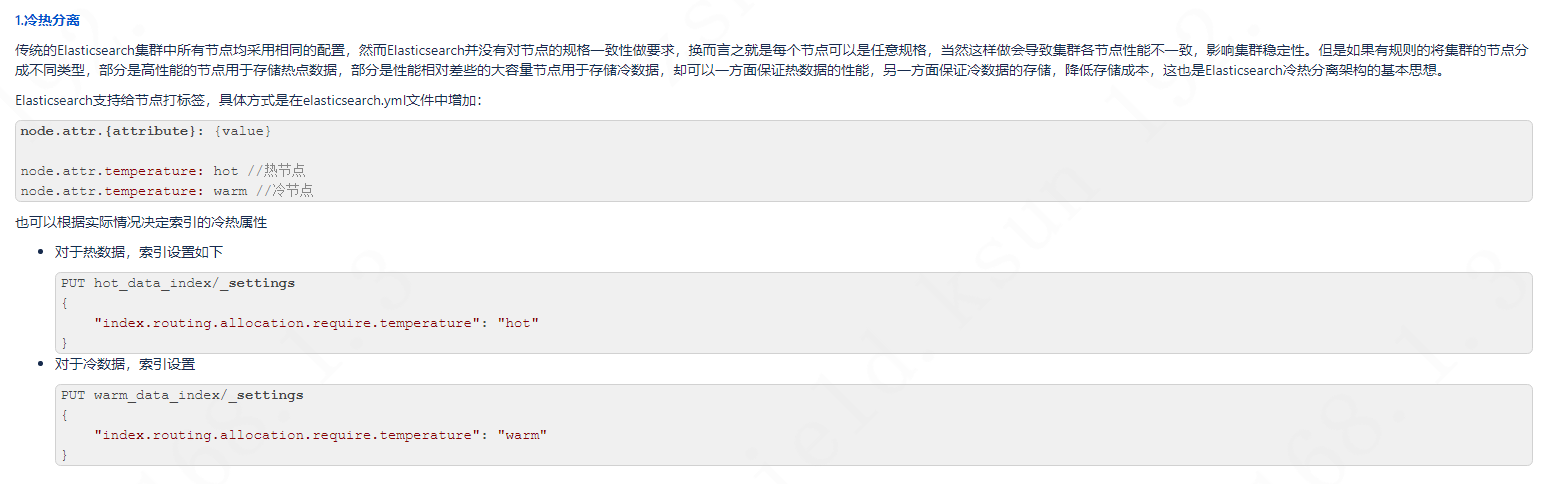 1.冷热分离
传统的Elasticsearch集群中所有节点均采用相同的配置，然而Elasticsearch并没有对节点的规格一致性做要求，换而言之就是每个节点可以是任意规格，当然这样做会导致集群各节点性能不一致，影响集群稳定性。但是如果有规则的将集群的节点分
成不同类型，部分是高性能的节点用于存储热点数据，部分是性能相对差些的大容量节点用于存储冷数据，却可以一方面保证热数据的性能，另一方面保证冷数据的存储，降低存储成本，这也是Elasticsearch冷热分离架构的基本思想。
Elasticsearch支持给节点打标签，具体方式是在elasticsearch.yml文件中增加：
node.attr.{attribute}: {value}
node.attr.temperature: hot //热节点
node.attr.temperature: warm //冷节点
也可以根据实际情况决定索引的冷热属性
• 对于热数据，索引设置如下
PUT hot_data_index/_settings
{
"index.routing.allocation.require.temperature": "hot"
}
• 对于冷数据，索引设置
PUT warm_data_index/_settings
{
"index.routing.allocation.require.temperature": "warm"
}